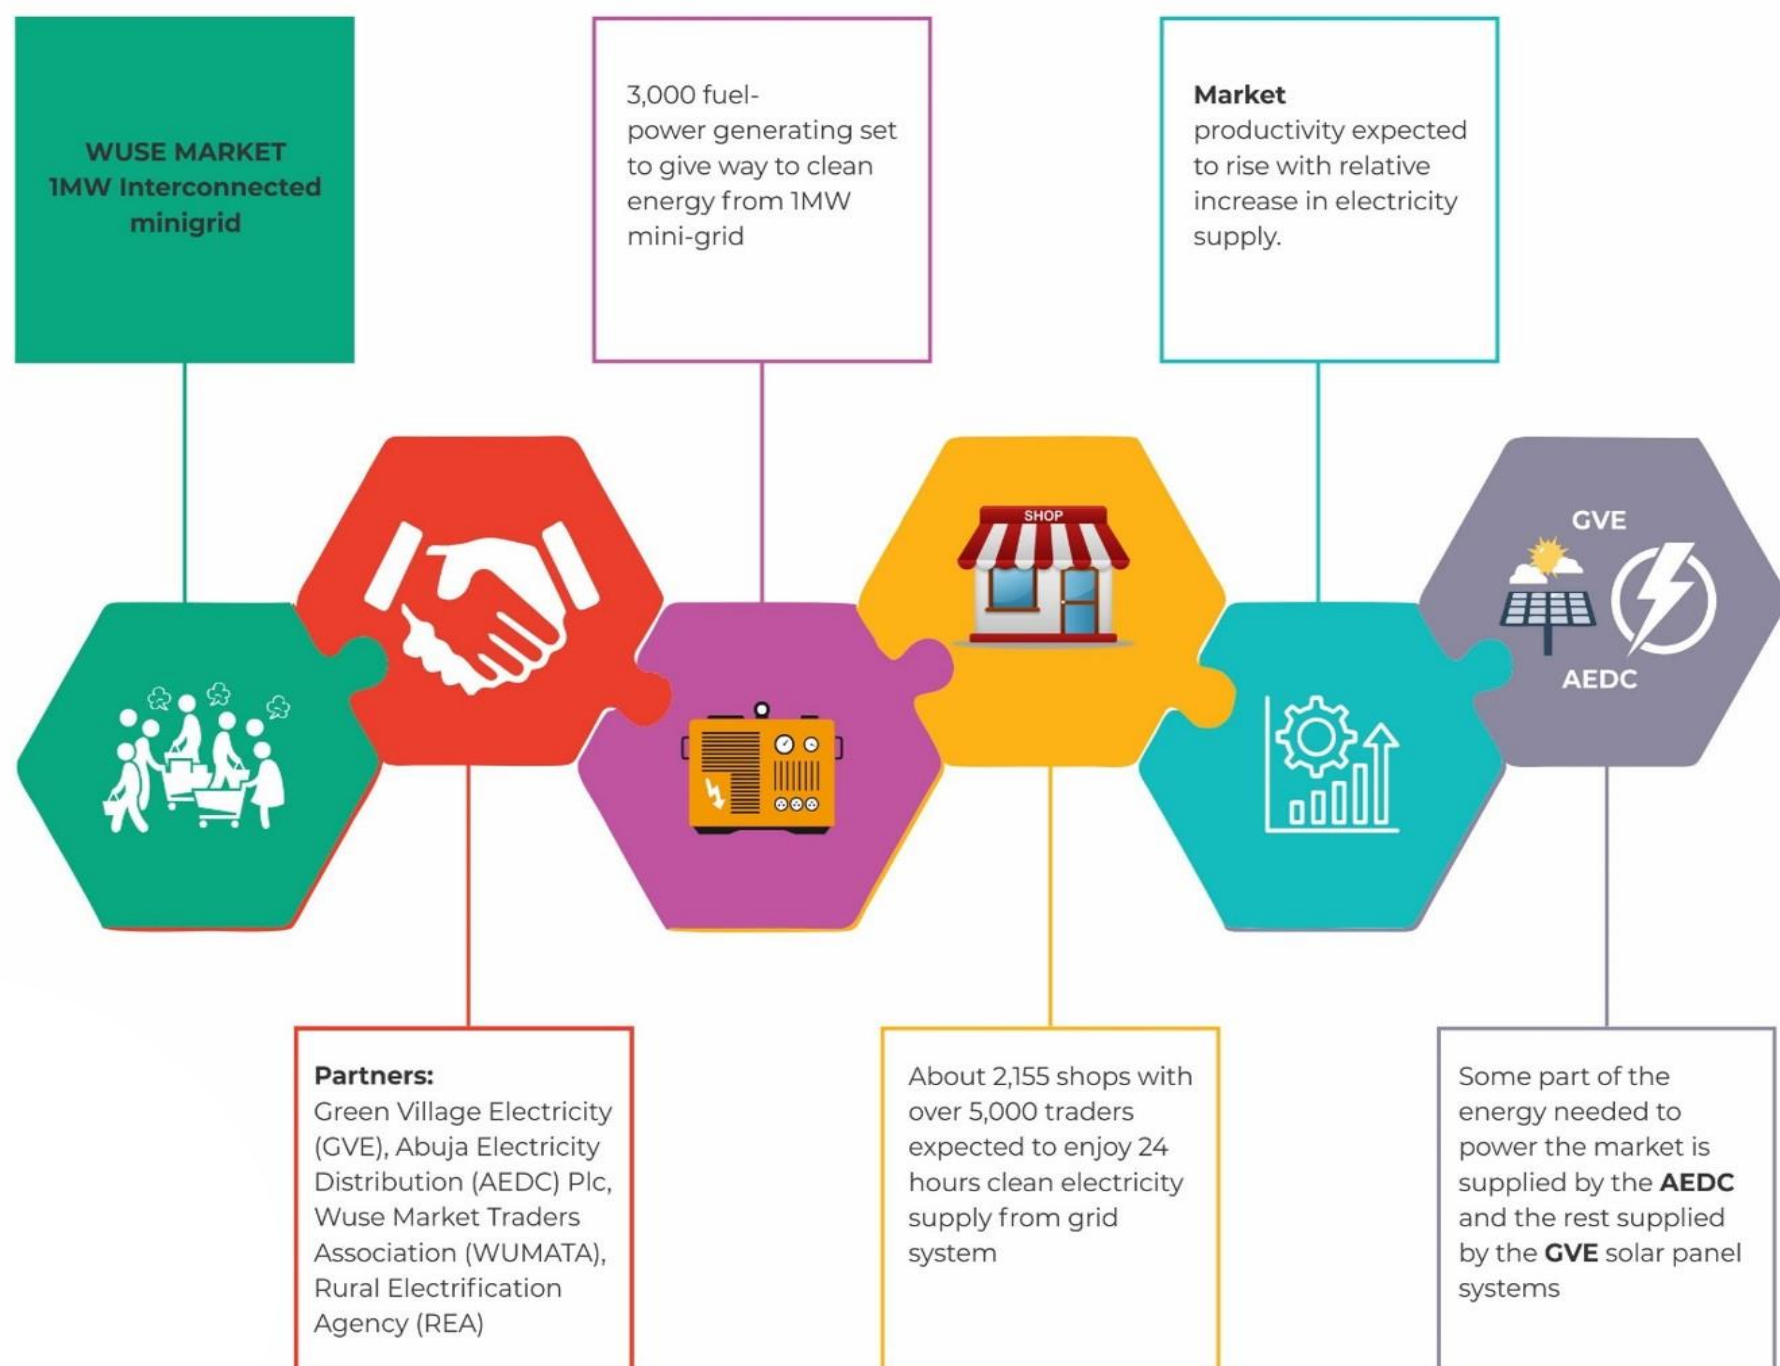 WUSE MARKET
1MW Interconnected
minigrid
3,000 fuel-
power generating set
to give way to clean
energy from 1MW
mini-grid
Market
productivity expected
to rise with relative
increase in electricity
supply.
SHOP
GVE
AEDC
Partners:
Green Village Electricity
(GVE), Abuja Electricity
Distribution (AEDC) Plc,
Wuse Market Traders
Association (WUMATA),
Rural Electrification
Agency (REA)
About 2,155 shops with
over 5,000 traders
expected to enjoy 24
hours clean electricity
supply from grid
system
Some part of the
energy needed to
power the market is
supplied by the AEDC
and the rest supplied
by the GVE solar panel
systems